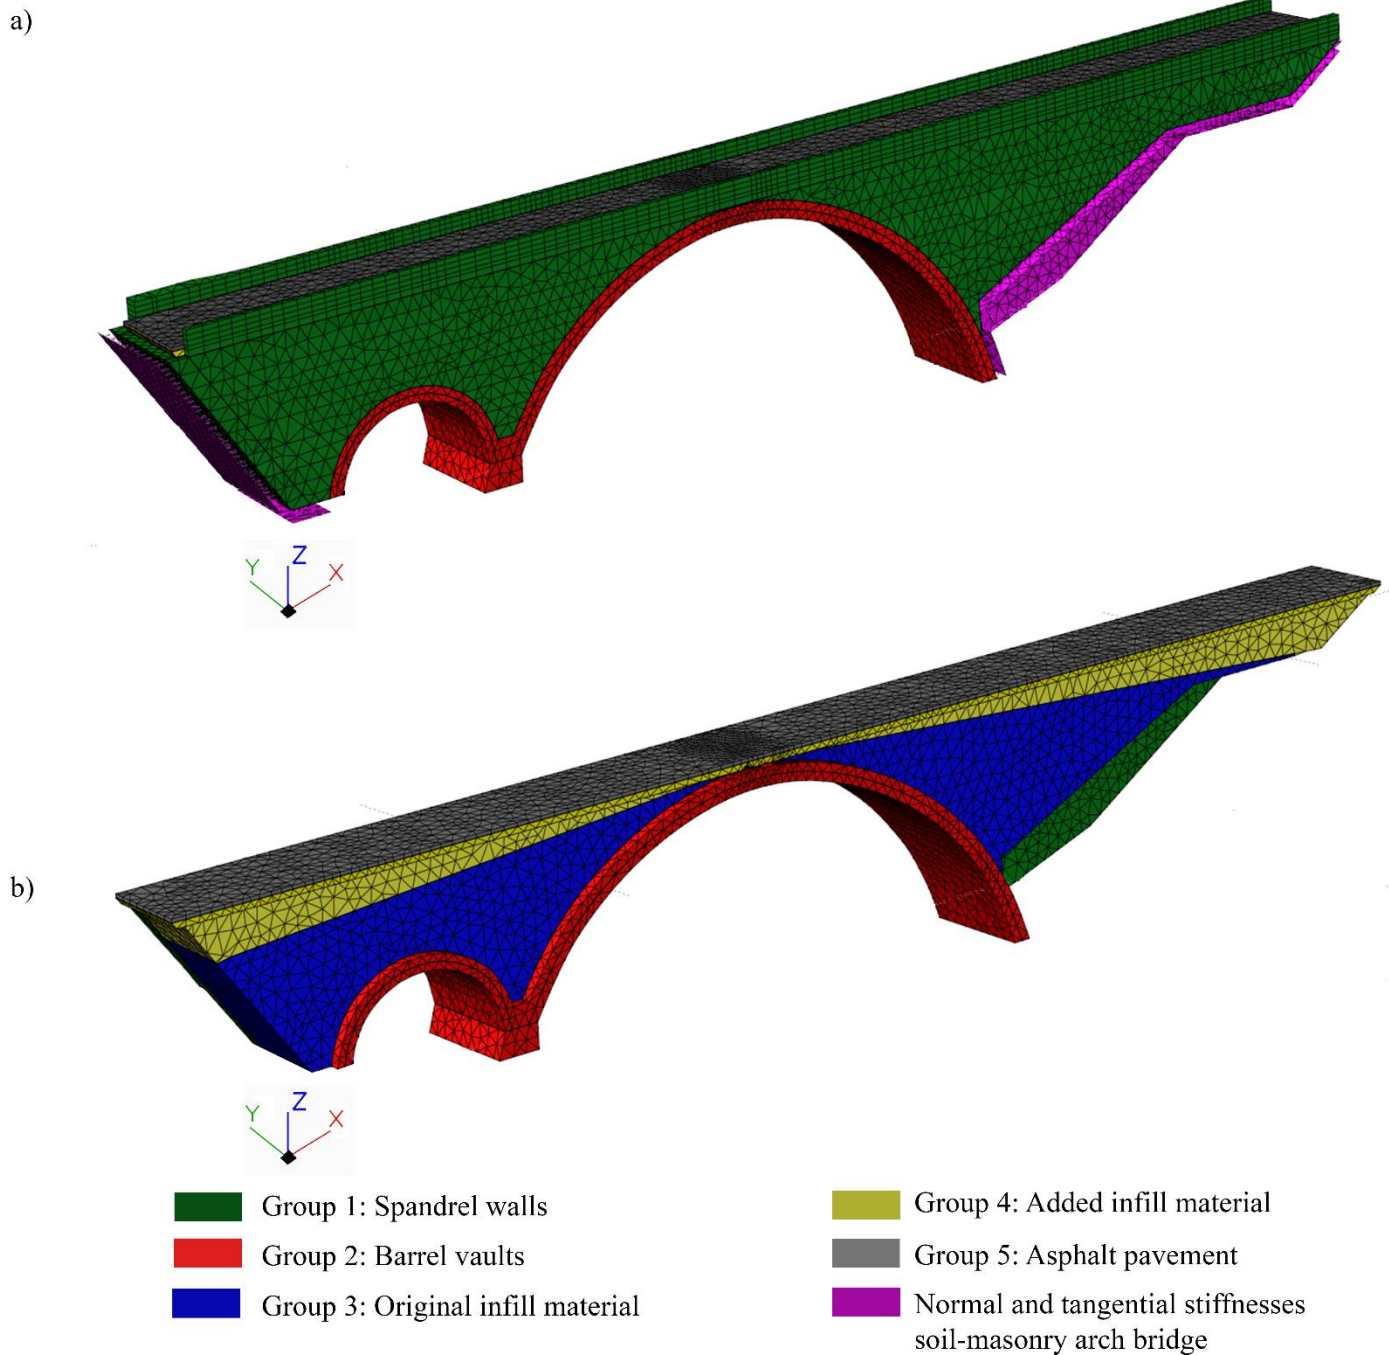 a)
Y Z X
b)
Y Z X
Group 1: Spandrel walls
Group 2: Barrel vaults
Group 3: Original infill material
Group 4: Added infill material
Group 5: Asphalt pavement
Normal and tangential stiffnesses
soil-masonry arch bridge